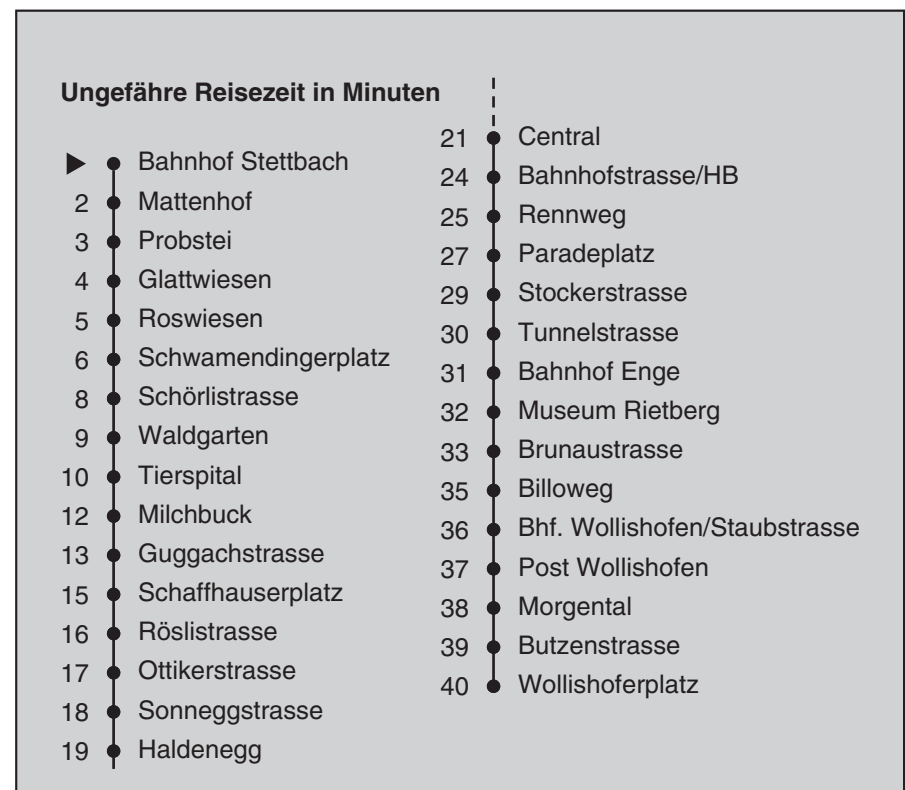 Ungefähre Reisezeit in Minuten
Bahnhof Stettbach
2 Mattenhof
3 Probstei
4 Glattwiesen
5 Roswiesen
6 Schwamendingerplatz
8 Schörlistrasse
9 Waldgarten
10 Tierspital
12 Milchbuck
13 Guggachstrasse
15 Schaffhauserplatz
16 Röslistrasse
17 Ottikerstrasse
18 Sonneggstrasse
19 Haldenegg
21 Central
24 Bahnhofstrasse/HB
25 Rennweg
27 Paradeplatz
29 Stockerstrasse
30 Tunnelstrasse
31 Bahnhof Enge
32 Museum Rietberg
33 Brunaustrasse
35 Billoweg
36 Bhf. Wollishofen/Staubstrasse
37 Post Wollishofen
38 Morgental
39 Butzenstrasse
40 Wollishoferplatz